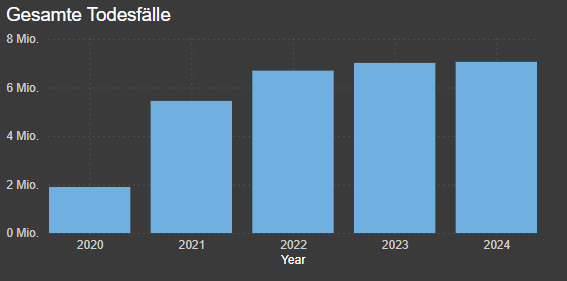 Gesamte Todesfälle
8 Mio.
6 Mio.
4 Mio.
2 Mio.
0 Mio.
2020 2021 2022 2023 2024
Year